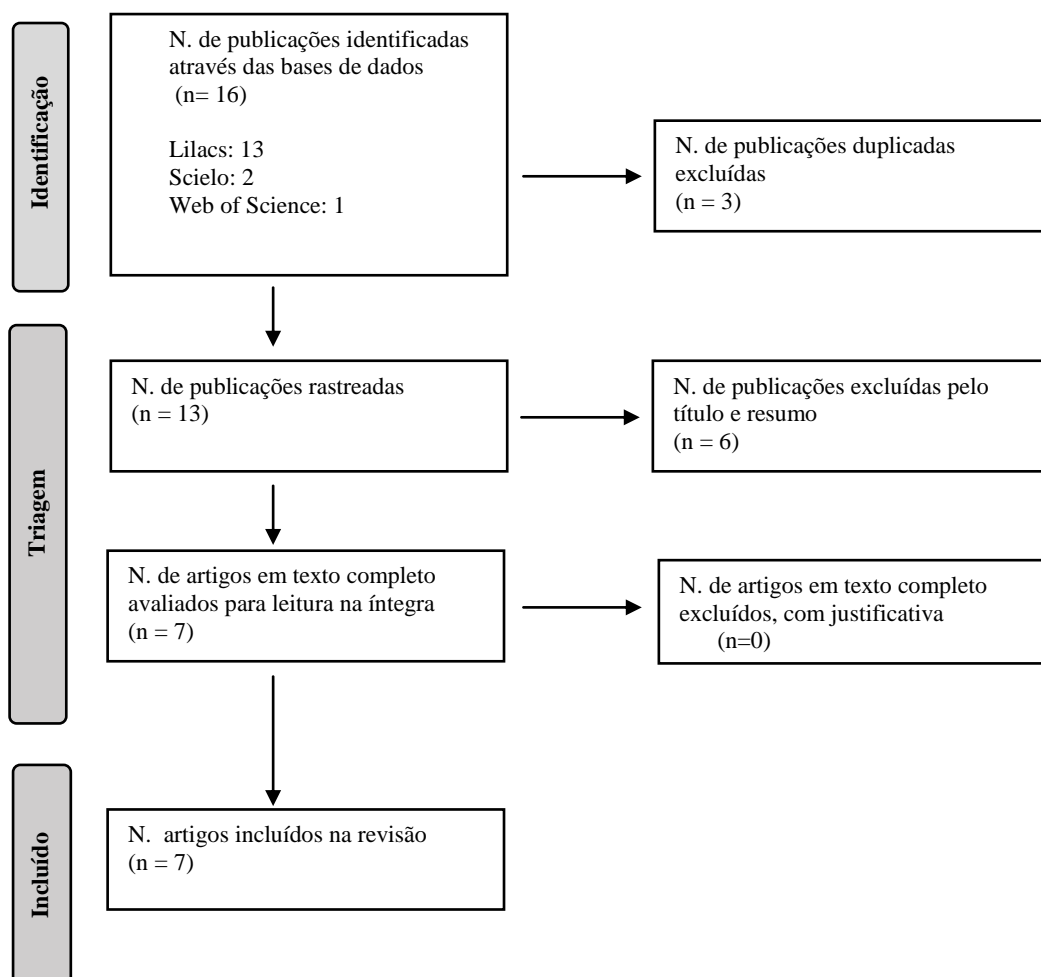 Identificação
N. de publicações identificadas
através das bases de dados
(n= 16)
Lilacs: 13
Scielo: 2
Web of Science: 1
N. de publicações duplicadas
excluídas
(n = 3)
Triagem
N. de publicações rastreadas
(n = 13)
N. de publicações excluídas pelo
título e resumo
(n = 6)
N. de artigos em texto completo
avaliados para leitura na íntegra
(n = 7)
N. de artigos em texto completo
excluídos, com justificativa
(n=0)
Incluído
N. artigos incluídos na revisão
(n = 7)